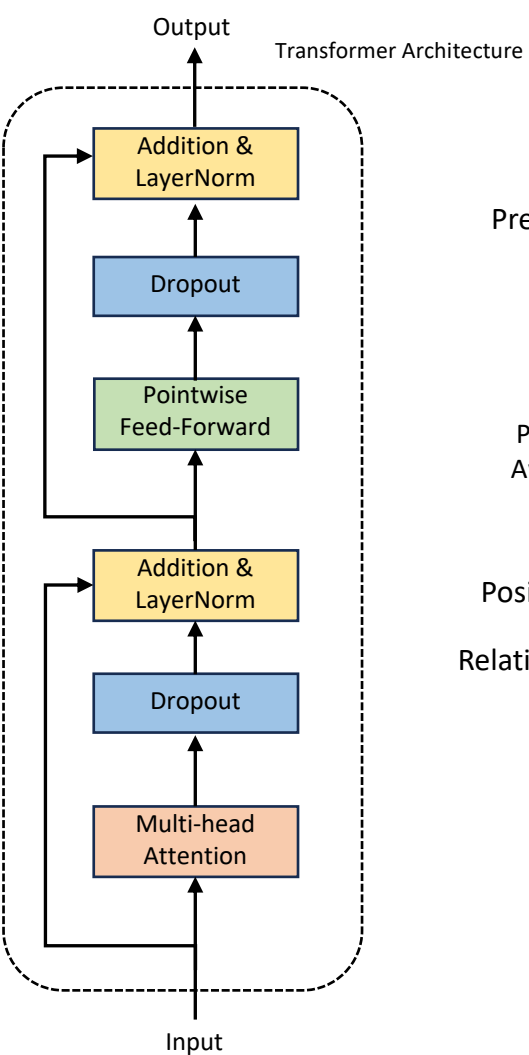 Output
Transformer Architecture
Addition &
LayerNorm
Dropout
Pointwise
Feed-Forward
Addition &
LayerNorm
Dropout
Multi-head
Attention
Input